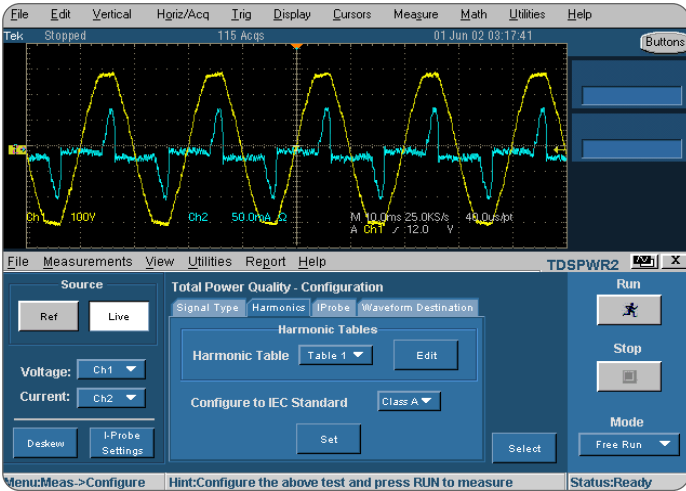 File Edit Vertical Horiz/Acq Trig Display Cursors Measure Math Utilities Help
Tek Stopped 115 Acqs 01 Jun 02 03:17:41
Buttons
Ch1 100V Ch2 50.0mA Ω M 10.0ms 25.0KS/s 40.0µs/pt
A Ch1 12.0 V
File Measurements View Utilities Report Help TDSPWR2 X
Source
Ref Live
Voltage: Ch1
Current: Ch2
Deskew
I-Probe
Settings
Total Power Quality - Configuration
Signal Type Harmonics IProbe Waveform Destination
Harmonic Tables
Harmonic Table Table 1 Edit
Configure to IEC Standard Class A
Set
Select
Run
Stop
Mode
Free Run
Menu:Meas->Configure Hint:Configure the above test and press RUN to measure Status:Ready